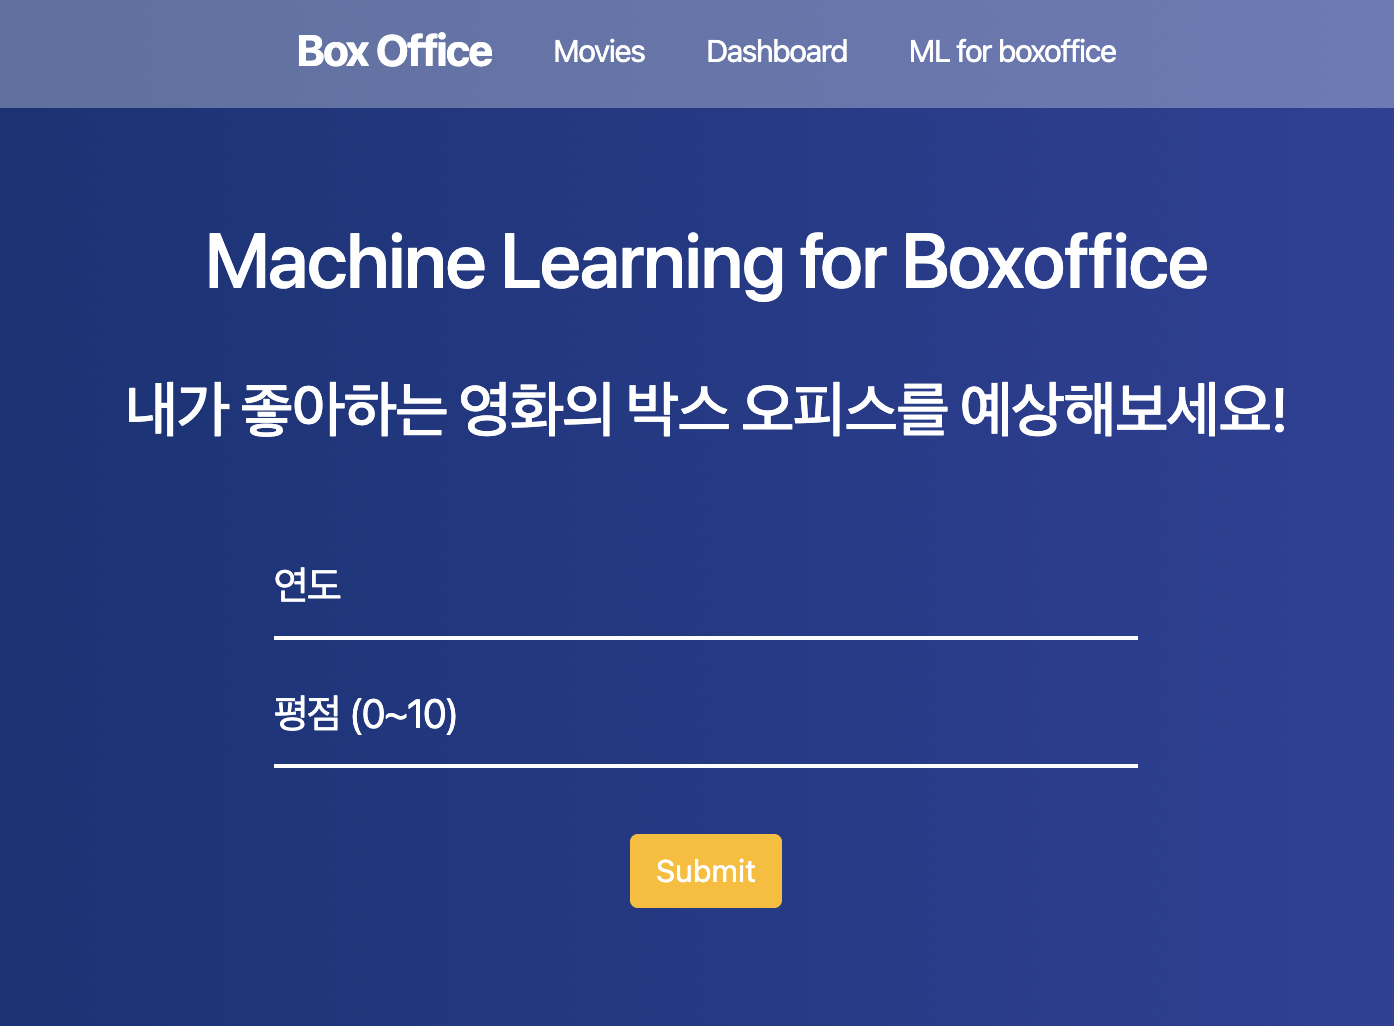 Box Office Movies Dashboard ML for boxoffice
Machine Learning for Boxoffice
내가 좋아하는 영화의 박스 오피스를 예상해보세요!
연도
평점 (0~10)
Submit